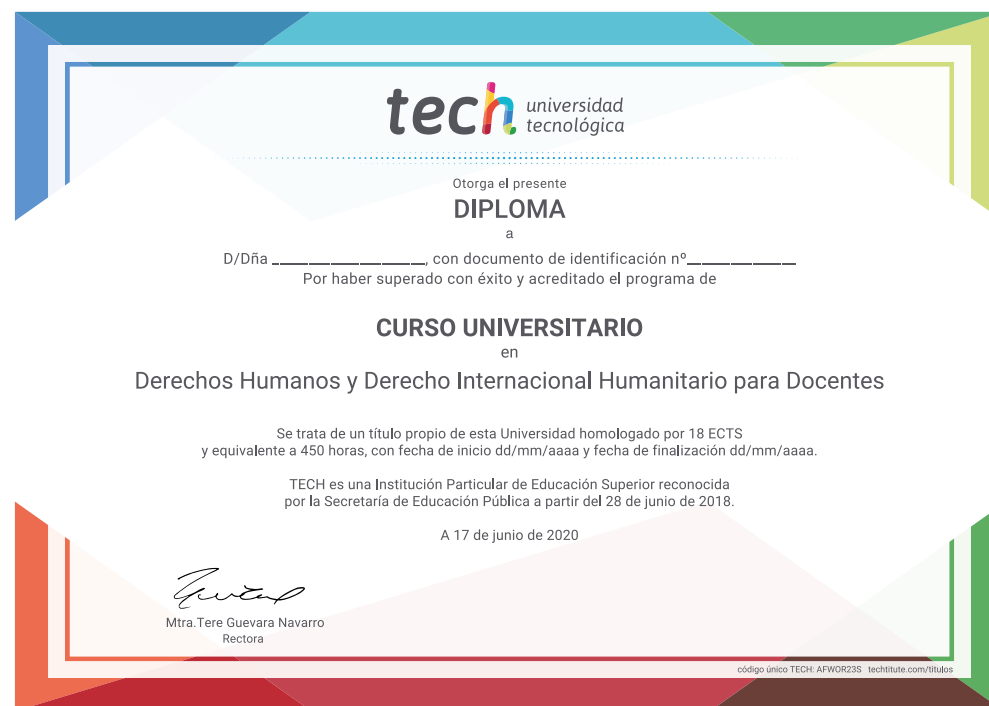 tech universidad
tecnológica
Otorga el presente
DIPLOMA
a
D/Dña ____________________, con documento de identificación nº______________
Por haber superado con éxito y acreditado el programa de
CURSO UNIVERSITARIO
en
Derechos Humanos y Derecho Internacional Humanitario para Docentes
Se trata de un título propio de esta Universidad homologado por 18 ECTS
y equivalente a 450 horas, con fecha de inicio dd/mm/aaaa y fecha de finalización dd/mm/aaaa.
TECH es una Institución Particular de Educación Superior reconocida
por la Secretaría de Educación Pública a partir del 28 de junio de 2018.
A 17 de junio de 2020
Mtra.Tere Guevara Navarro
Rectora
código único TECH: AFWOR23S techtitute.com/titulos